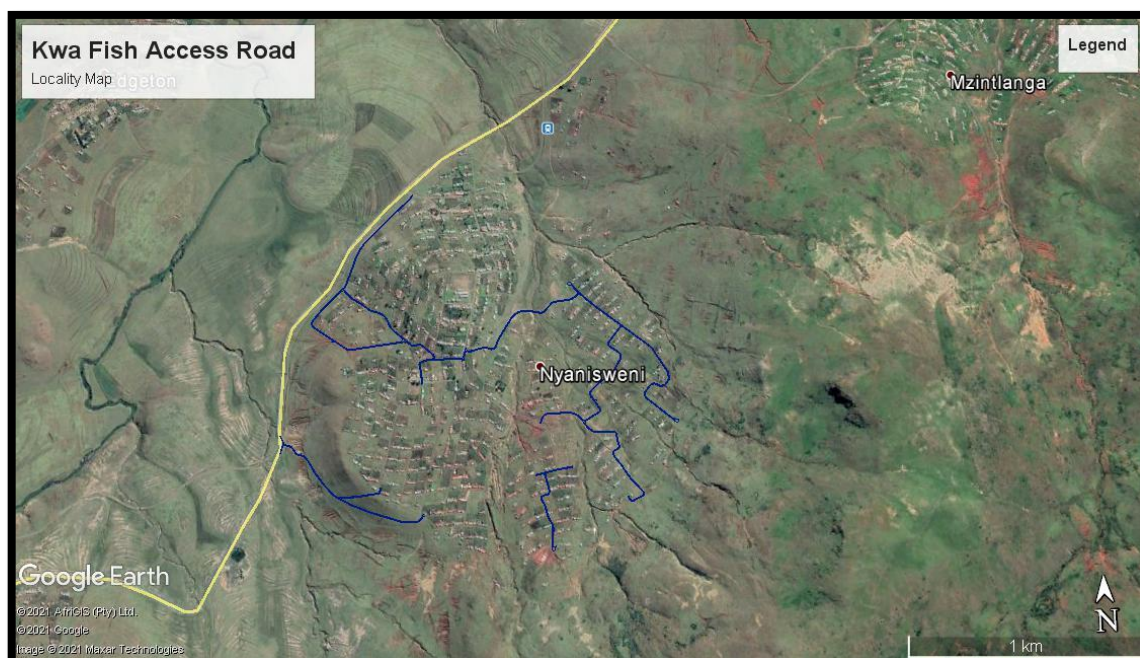 Kwa Fish Access Road
Locality Map
Edgeton
Legend
Mzintlanga
Nyanisweni
Google Earth
©2021 AfriGIS (Pty) Ltd.
©2021 Google
Image © 2021 Maxar Technologies
N
1 km